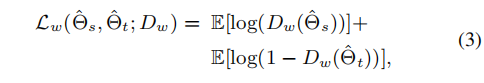 ℒ_w(Θ̂_s, Θ̂_t; D_w) = 𝔼[log(D_w(Θ̂_s))]+
𝔼[log(1 − D_w(Θ̂_t))], (3)